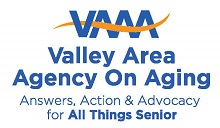 VAAA
Valley Area
Agency On Aging
Answers, Action & Advocacy
for All Things Senior